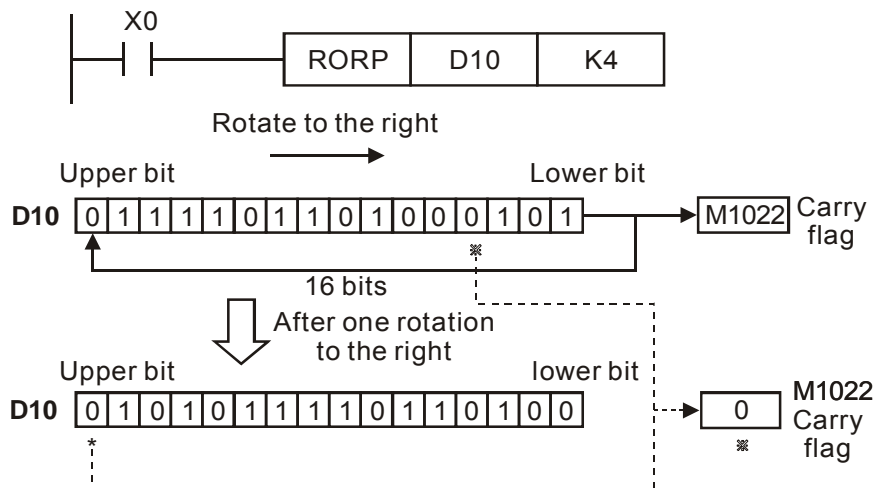 X0
RORP D10 K4
Rotate to the right
Upper bit Lower bit
D10 0 1 1 1 1 0 1 1 0 1 0 0 0 1 0 1 M1022 Carry
flag
※
16 bits
After one rotation
to the right
Upper bit lower bit
D10 0 1 0 1 0 1 1 1 1 0 1 1 0 1 0 0 0 M1022
Carry
flag
* ※